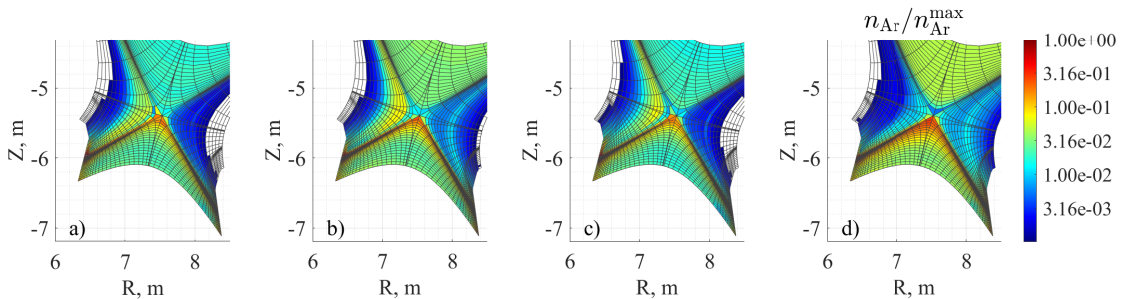 n_Ar/n_Ar^max
-5
-6
-7
Z, m
a)
6
7
8
R, m
-5
-6
-7
Z, m
b)
6
7
8
R, m
-5
-6
-7
Z, m
c)
6
7
8
R, m
-5
-6
-7
Z, m
d)
6
7
8
R, m
1.00e+00
3.16e-01
1.00e-01
3.16e-02
1.00e-02
3.16e-03